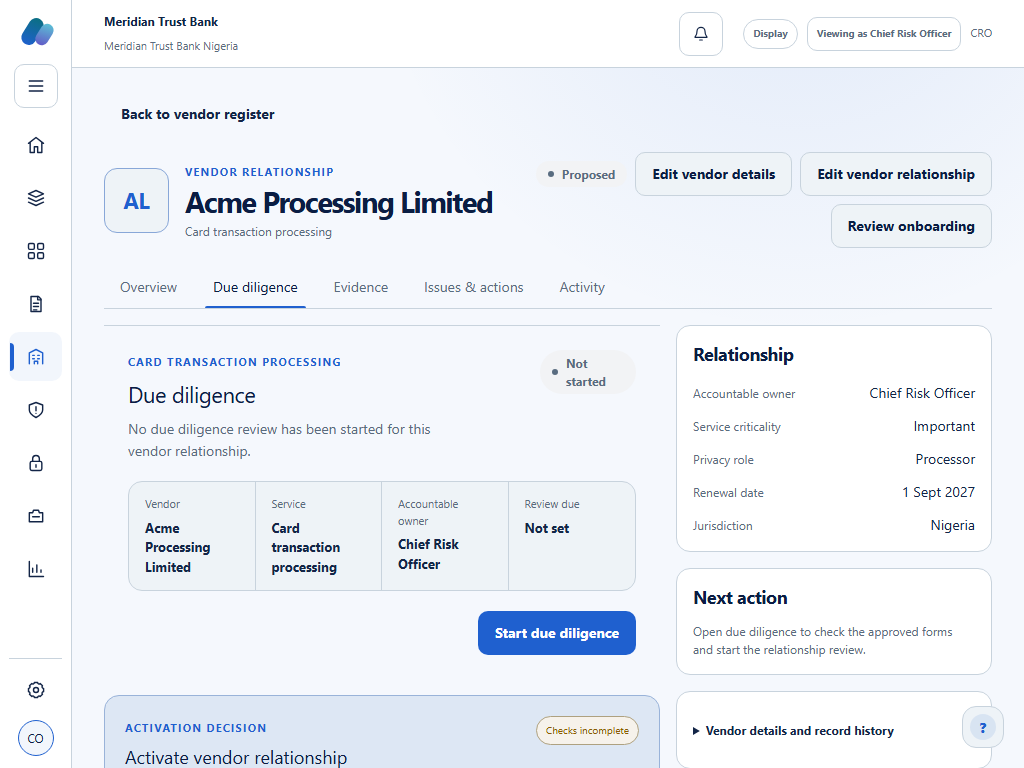 Meridian Trust Bank
Meridian Trust Bank Nigeria
Display
Viewing as Chief Risk Officer
CRO
Back to vendor register
AL
VENDOR RELATIONSHIP
Acme Processing Limited
Card transaction processing
Proposed
Edit vendor details
Edit vendor relationship
Review onboarding
Overview
Due diligence
Evidence
Issues & actions
Activity
CARD TRANSACTION PROCESSING
Due diligence
No due diligence review has been started for this
vendor relationship.
Not
started
Vendor
Acme
Processing
Limited
Service
Card
transaction
processing
Accountable
owner
Chief Risk
Officer
Review due
Not set
Start due diligence
ACTIVATION DECISION
Activate vendor relationship
Checks incomplete
Relationship
Accountable owner
Chief Risk Officer
Service criticality
Important
Privacy role
Processor
Renewal date
1 Sept 2027
Jurisdiction
Nigeria
Next action
Open due diligence to check the approved forms
and start the relationship review.
Vendor details and record history
?
CO